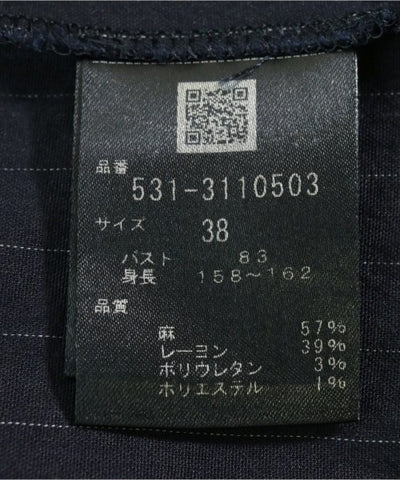 品番
531-3110503
サイズ
38
バスト 83
身長 158～162
品質
麻 57%
レーヨン 39%
ポリウレタン 3%
ポリエステル 1%